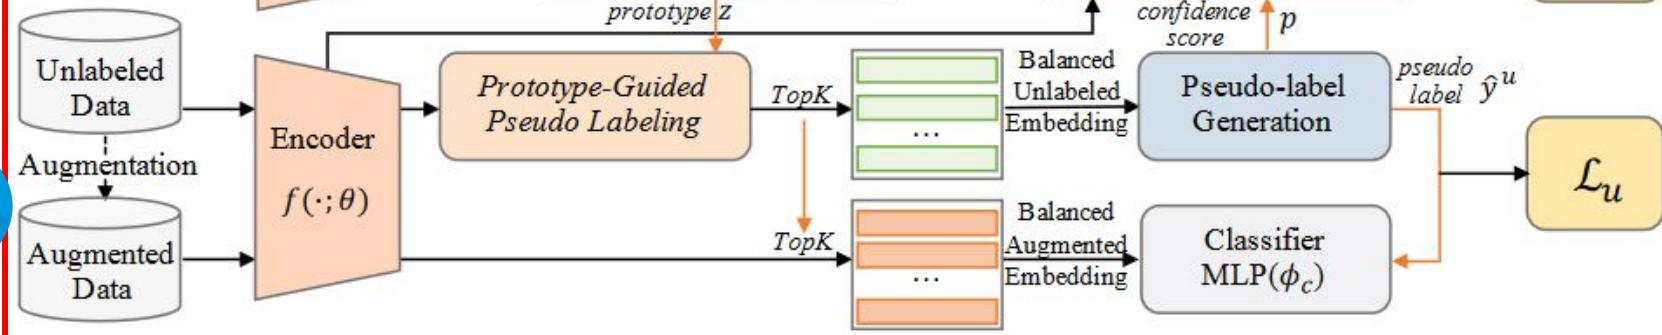 prototype z
confidence
score
p
Unlabeled
Data
Augmentation
Augmented
Data
Encoder
f(·;θ)
Prototype-Guided
Pseudo Labeling
TopK
TopK
...
...
Balanced
Unlabeled
Embedding
Balanced
Augmented
Embedding
Pseudo-label
Generation
Classifier
MLP(ϕ_c)
pseudo
label ŷ^u
ℒ_u